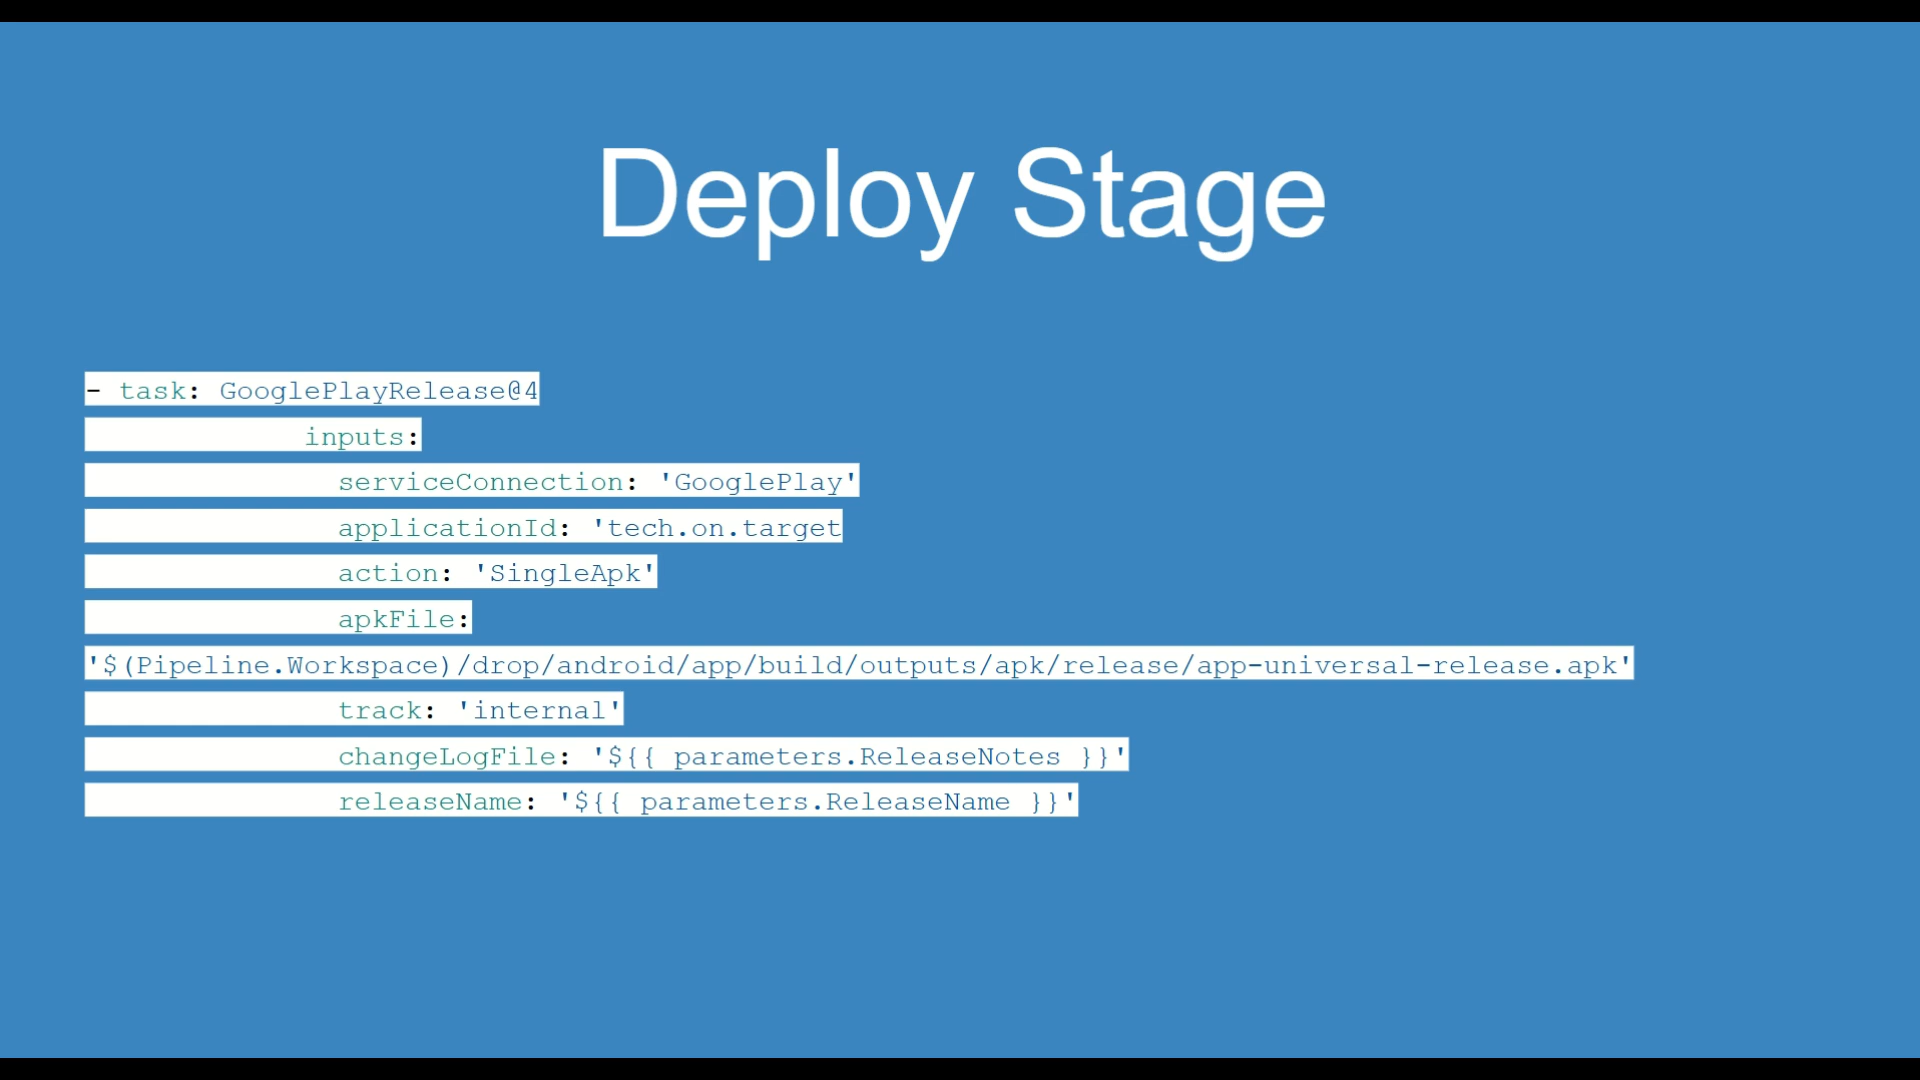 Deploy Stage
- task: GooglePlayRelease@4
inputs:
serviceConnection: 'GooglePlay'
applicationId: 'tech.on.target
action: 'SingleApk'
apkFile:
'$(Pipeline.Workspace)/drop/android/app/build/outputs/apk/release/app-universal-release.apk'
track: 'internal'
changeLogFile: '${{ parameters.ReleaseNotes }}'
releaseName: '${{ parameters.ReleaseName }}'